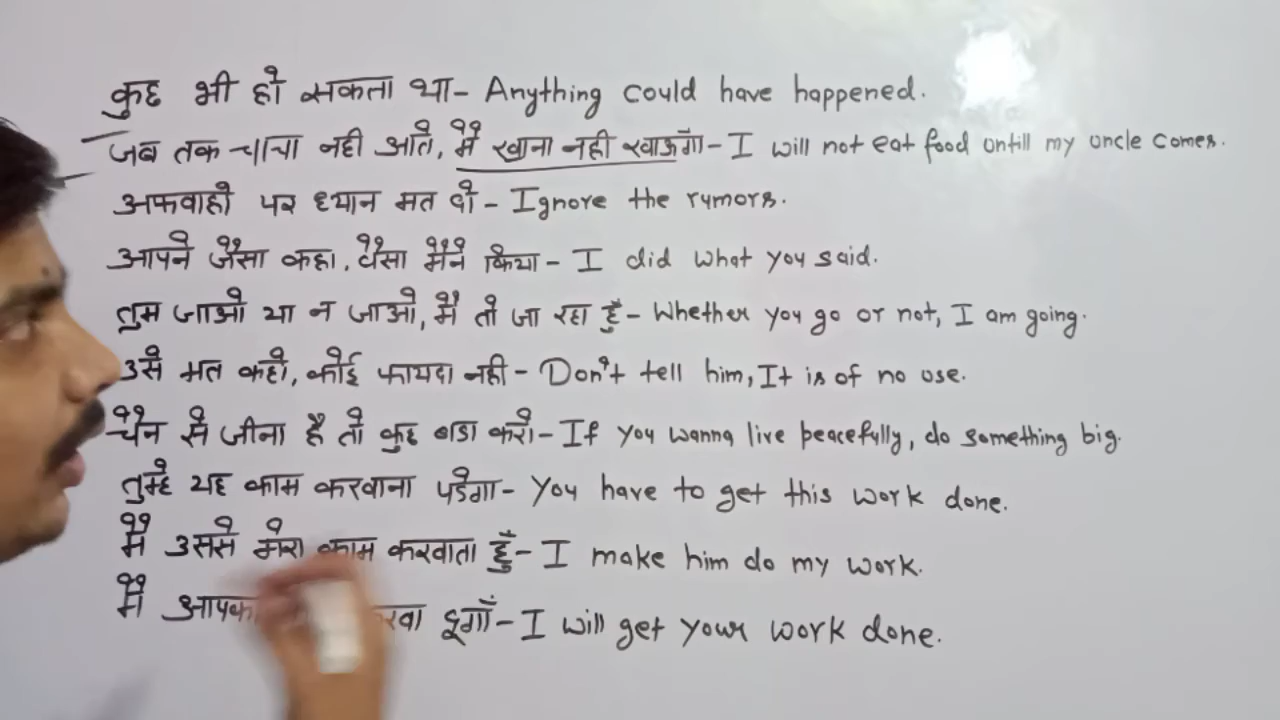 कुछ भी हो सकता था- Anything could have happened.
जब तक चाचा नही आते, मैं खाना नही खाऊगाँ- I will not eat food untill my uncle comes.
अफवाहो पर ध्यान मत दो- Ignore the rumors.
आपने जैसा कहा, वैसा मैने किया- I did what you said.
तुम जाओ या न जाओ, मैं तो जा रहा हूँ- Whether you go or not, I am going.
उसे मत कहो, कोई फायदा नही- Don't tell him, It is of no use.
चैन से जीना है तो कुछ बडा करो- If you wanna live peacefully, do something big.
तुम्हे यह काम करवाना पडेगा- You have to get this work done.
मैं उससे मेरा काम करवाता हूँ- I make him do my work.
मैं आपका करवा दूगाँ- I will get your work done.